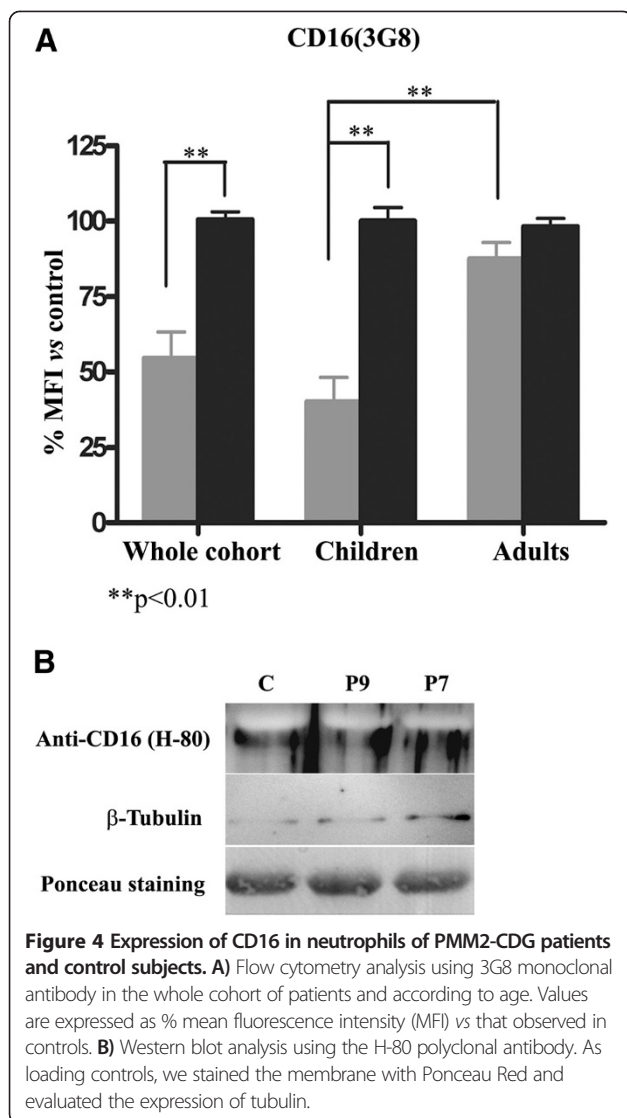 A
CD16(3G8)
**
**
**
125
100
75
50
25
0
% MFI vs control
Whole cohort Children Adults
**p<0.01
B
C P9 P7
Anti-CD16 (H-80)
β-Tubulin
Ponceau staining
Figure 4 Expression of CD16 in neutrophils of PMM2-CDG patients
and control subjects. A) Flow cytometry analysis using 3G8 monoclonal
antibody in the whole cohort of patients and according to age. Values
are expressed as % mean fluorescence intensity (MFI) vs that observed in
controls. B) Western blot analysis using the H-80 polyclonal antibody. As
loading controls, we stained the membrane with Ponceau Red and
evaluated the expression of tubulin.